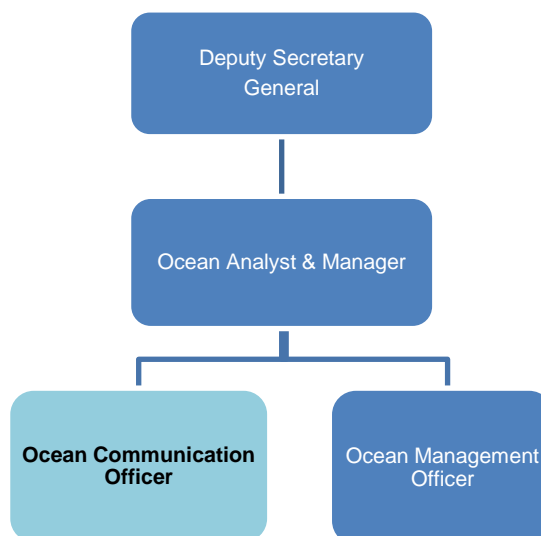 Deputy Secretary
General
Ocean Analyst & Manager
Ocean Communication
Officer
Ocean Management
Officer